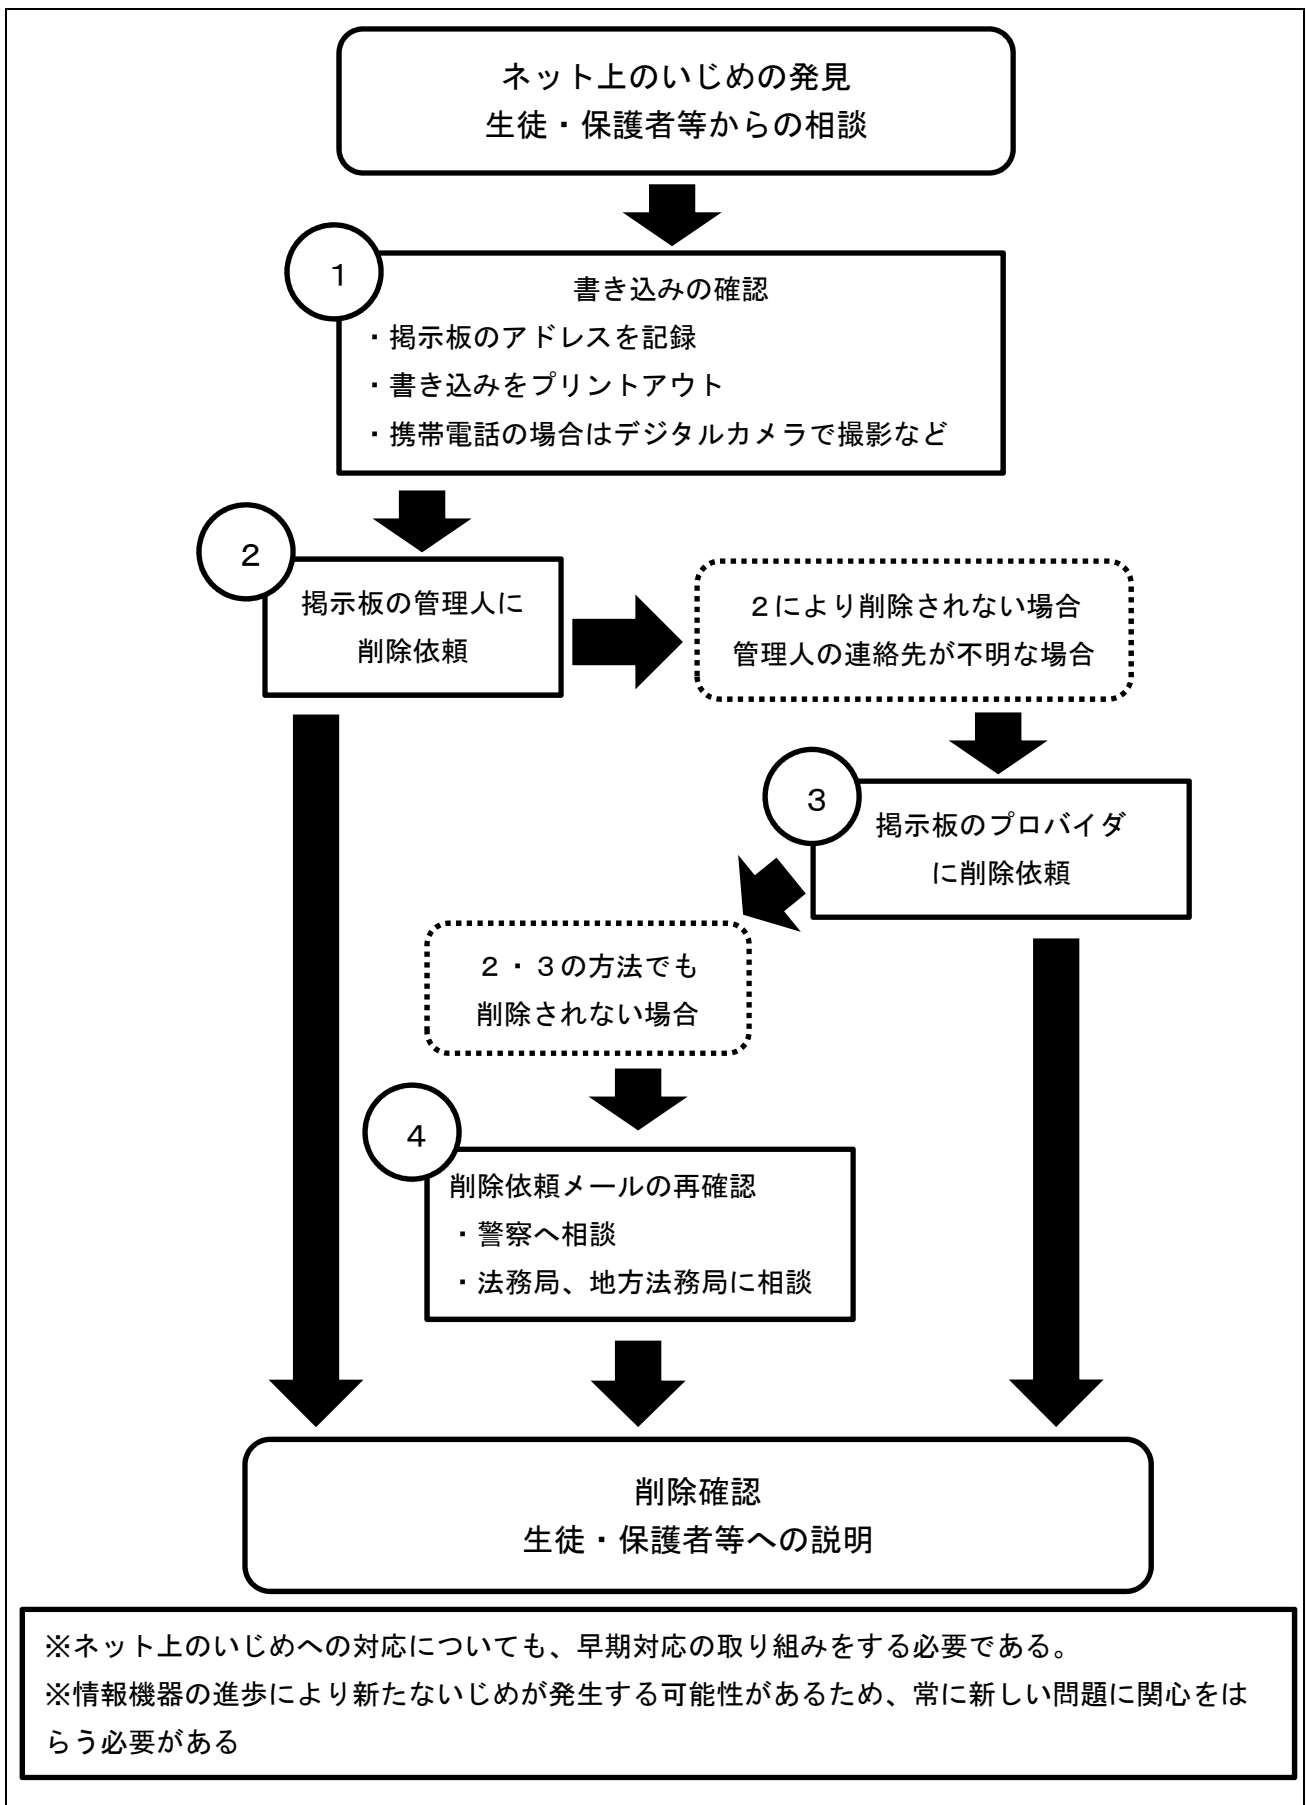 ネット上のいじめの発見
生徒・保護者等からの相談
1
書き込みの確認
・掲示板のアドレスを記録
・書き込みをプリントアウト
・携帯電話の場合はデジタルカメラで撮影など
2
掲示板の管理人に
削除依頼
２により削除されない場合
管理人の連絡先が不明な場合
3
掲示板のプロバイダ
に削除依頼
２・３の方法でも
削除されない場合
4
削除依頼メールの再確認
・警察へ相談
・法務局、地方法務局に相談
削除確認
生徒・保護者等への説明
※ネット上のいじめへの対応についても、早期対応の取り組みをする必要である。
※情報機器の進歩により新たないじめが発生する可能性があるため、常に新しい問題に関心をは
らう必要がある